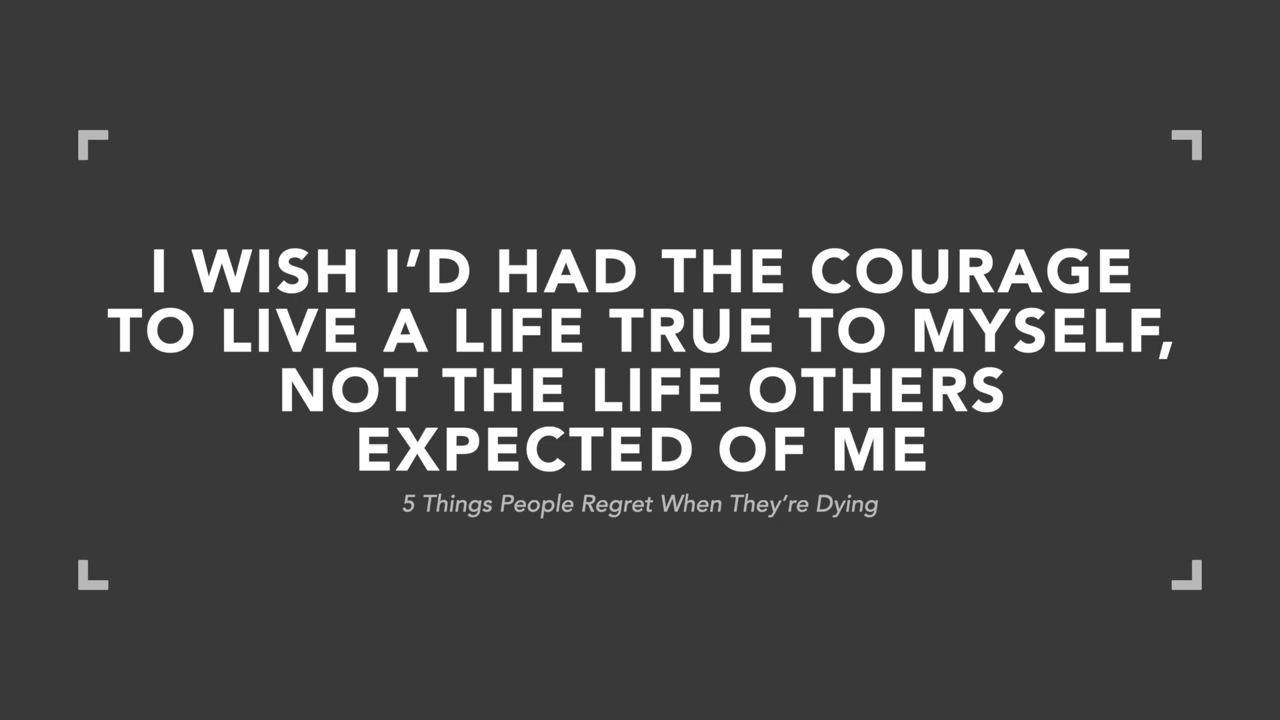 I WISH I’D HAD THE COURAGE
TO LIVE A LIFE TRUE TO MYSELF,
NOT THE LIFE OTHERS
EXPECTED OF ME
5 Things People Regret When They’re Dying